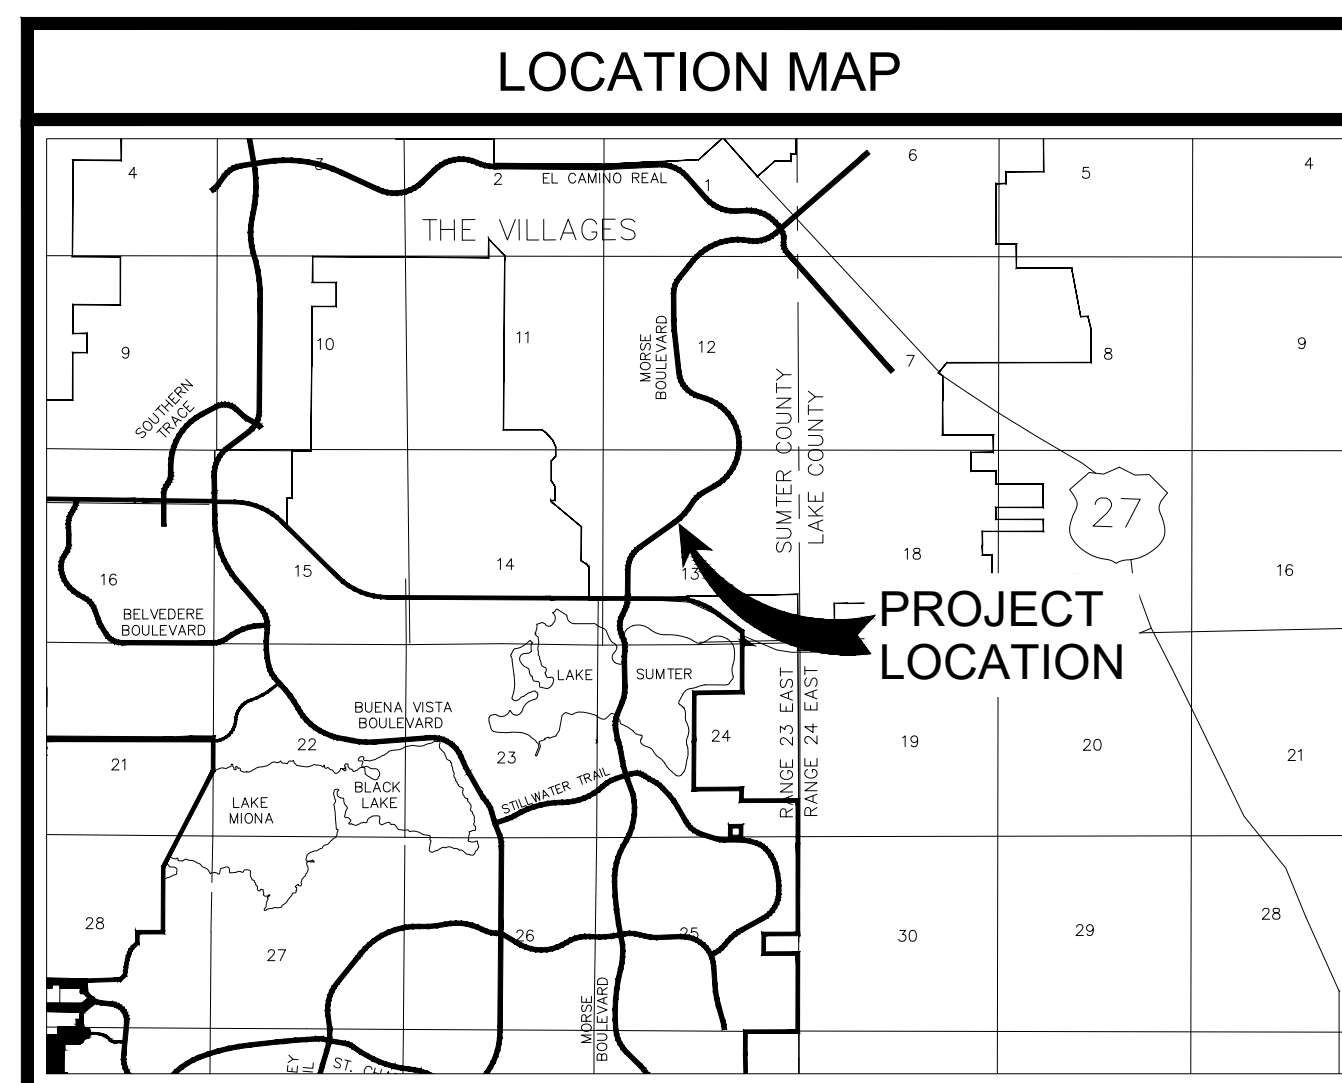 LOCATION MAP
4
3
2
EL CAMINO REAL
1
6
5
4
THE VILLAGES
9
10
11
MORSE
BOULEVARD
12
7
8
9
SOUTHERN
TRACE
SUMTER COUNTY
LAKE COUNTY
27
16
15
14
13
18
16
BELVEDERE
BOULEVARD
PROJECT
LOCATION
LAKE
SUMTER
BUENA VISTA
BOULEVARD
RANGE 23 EAST
RANGE 24 EAST
21
22
23
24
19
20
21
STILLWATER TRAIL
LAKE
MIONA
BLACK
LAKE
28
27
26
25
30
29
28
MORSE
BOULEVARD
EY
IL
ST.